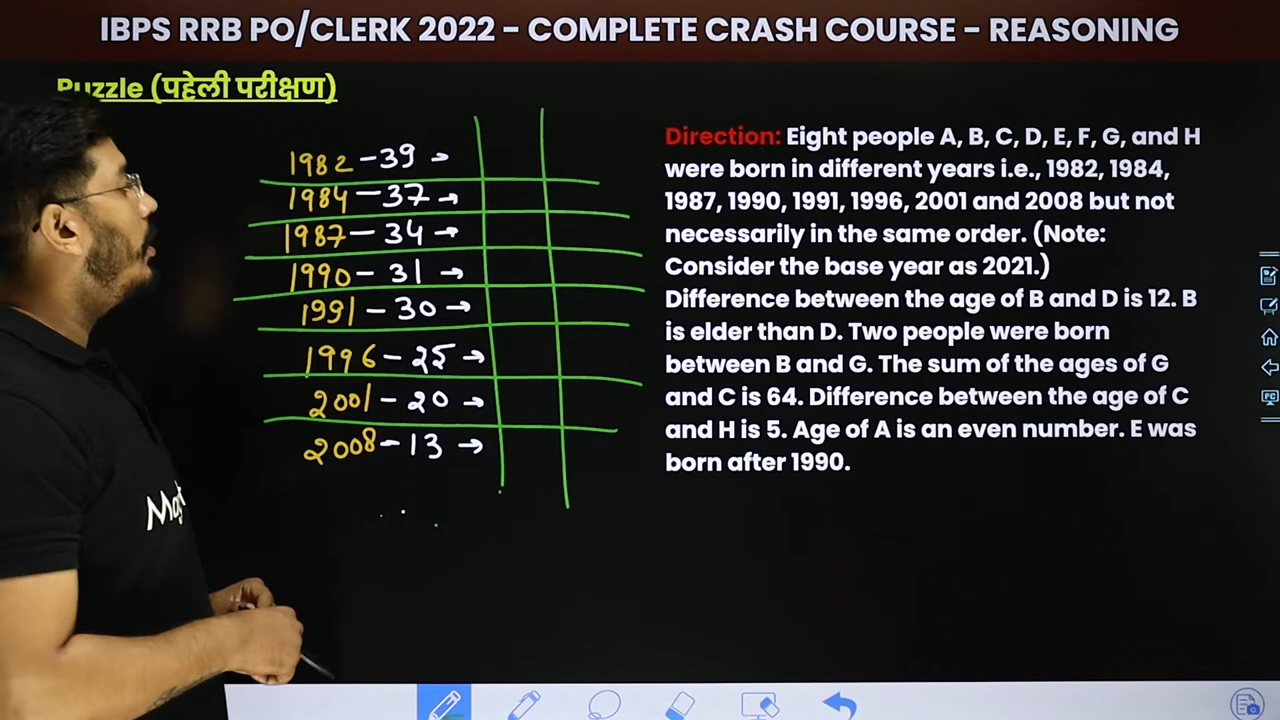 IBPS RRB PO/CLERK 2022 - COMPLETE CRASH COURSE - REASONING
Puzzle (पहेली परीक्षण)
1982 - 39 →
1984 - 37 →
1987 - 34 →
1990 - 31 →
1991 - 30 →
1996 - 25 →
2001 - 20 →
2008 - 13 →
Direction: Eight people A, B, C, D, E, F, G, and H
were born in different years i.e., 1982, 1984,
1987, 1990, 1991, 1996, 2001 and 2008 but not
necessarily in the same order. (Note:
Consider the base year as 2021.)
Difference between the age of B and D is 12. B
is elder than D. Two people were born
between B and G. The sum of the ages of G
and C is 64. Difference between the age of C
and H is 5. Age of A is an even number. E was
born after 1990.
PC